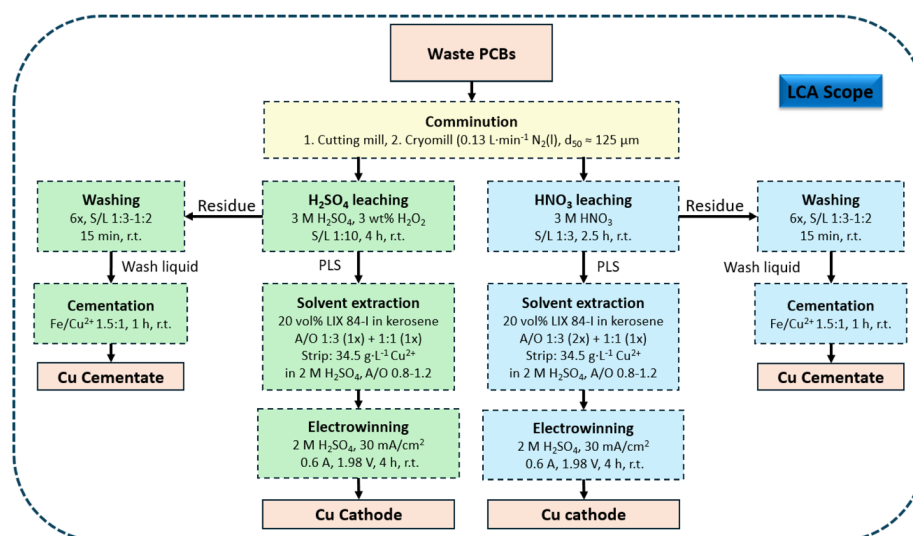 Waste PCBs
LCA Scope
Comminution
1. Cutting mill, 2. Cryomill (0.13 L·min⁻¹ N₂(l), d₅₀ ≈ 125 µm
Washing
6x, S/L 1:3-1:2
15 min, r.t.
Residue
H₂SO₄ leaching
3 M H₂SO₄, 3 wt% H₂O₂
S/L 1:10, 4 h, r.t.
HNO₃ leaching
3 M HNO₃
S/L 1:3, 2.5 h, r.t.
Residue
Washing
6x, S/L 1:3-1:2
15 min, r.t.
Wash liquid
PLS
PLS
Wash liquid
Cementation
Fe/Cu²⁺ 1.5:1, 1 h, r.t.
Solvent extraction
20 vol% LIX 84-I in kerosene
A/O 1:3 (1x) + 1:1 (1x)
Strip: 34.5 g·L⁻¹ Cu²⁺
in 2 M H₂SO₄, A/O 0.8-1.2
Solvent extraction
20 vol% LIX 84-I in kerosene
A/O 1:3 (2x) + 1:1 (1x)
Strip: 34.5 g·L⁻¹ Cu²⁺
in 2 M H₂SO₄, A/O 0.8-1.2
Cementation
Fe/Cu²⁺ 1.5:1, 1 h, r.t.
Cu Cementate
Cu Cementate
Electrowinning
2 M H₂SO₄, 30 mA/cm²
0.6 A, 1.98 V, 4 h, r.t.
Electrowinning
2 M H₂SO₄, 30 mA/cm²
0.6 A, 1.98 V, 4 h, r.t.
Cu Cathode
Cu cathode